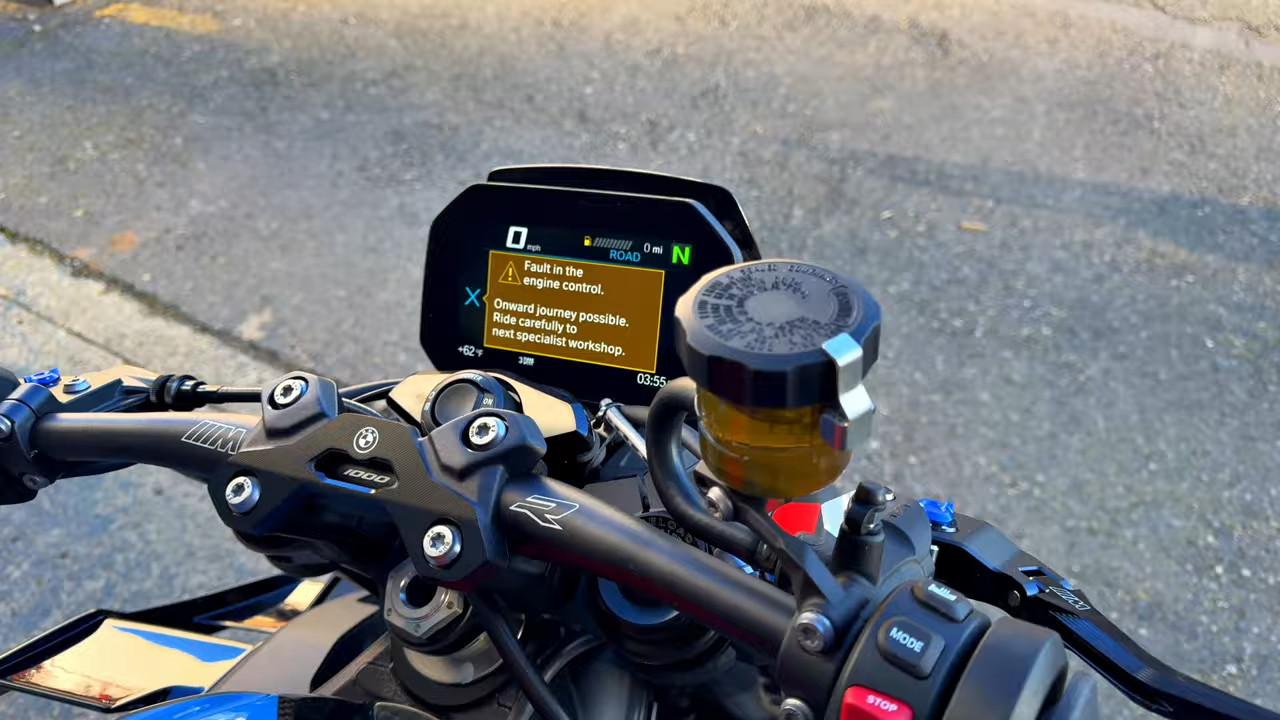 0 mph
0 mi
N
ROAD
Fault in the
engine control.
Onward journey possible.
Ride carefully to
next specialist workshop.
+62 °F
03:55
M
1000
R
MODE
STOP